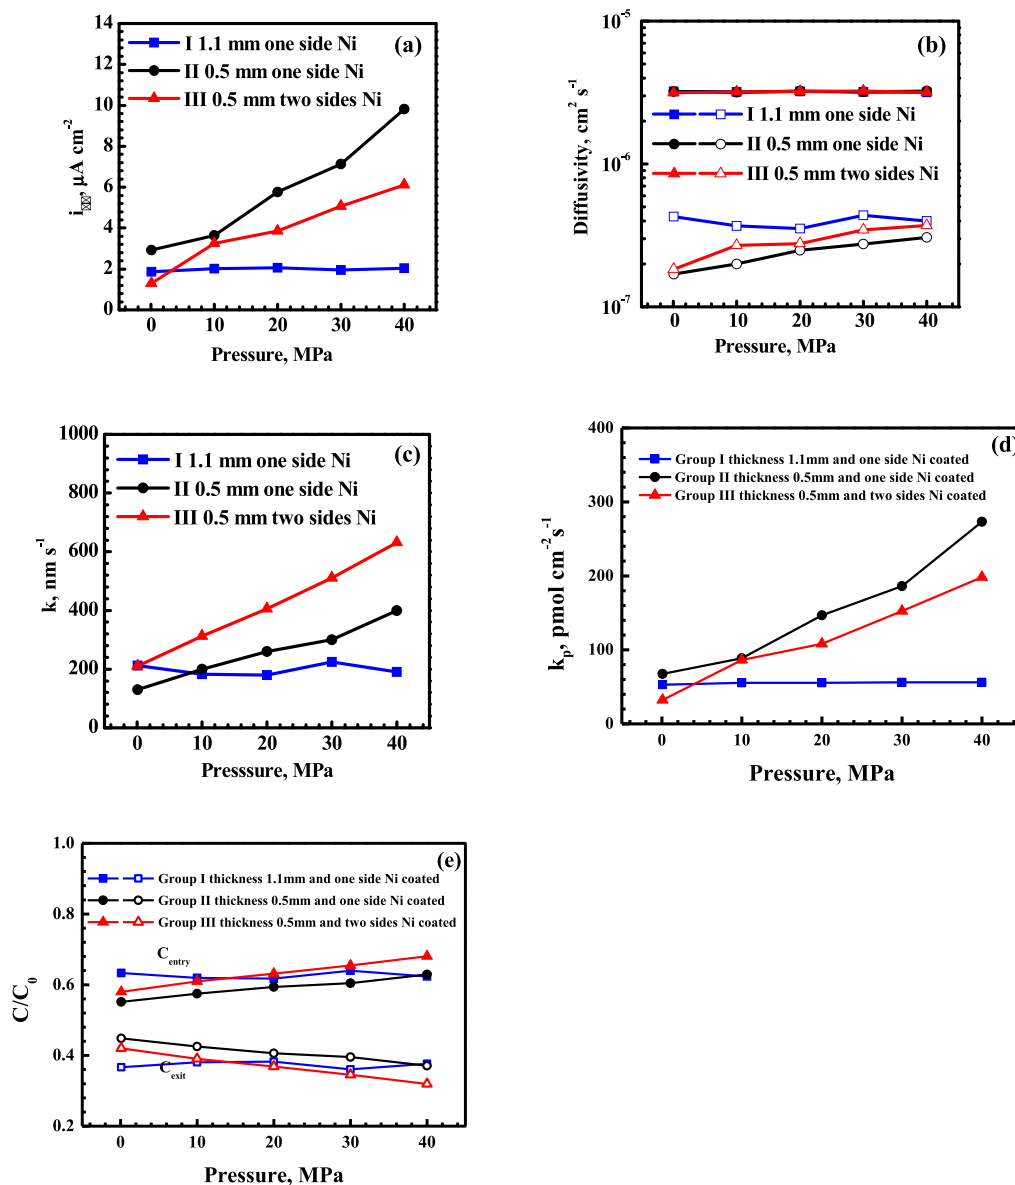 14
12
10
8
6
4
2
0
i⊠⊠, μA cm⁻²
(a)
I 1.1 mm one side Ni
II 0.5 mm one side Ni
III 0.5 mm two sides Ni
0 10 20 30 40
Pressure, MPa
10⁻⁵
10⁻⁶
10⁻⁷
Diffusivity, cm² s⁻¹
(b)
I 1.1 mm one side Ni
II 0.5 mm one side Ni
III 0.5 mm two sides Ni
0 10 20 30 40
Pressure, MPa
1000
800
600
400
200
0
k, nm s⁻¹
(c)
I 1.1 mm one side Ni
II 0.5 mm one side Ni
III 0.5 mm two sides Ni
0 10 20 30 40
Presssure, MPa
400
300
200
100
0
kₚ, pmol cm⁻² s⁻¹
(d)
Group I thickness 1.1mm and one side Ni coated
Group II thickness 0.5mm and one side Ni coated
Group III thickness 0.5mm and two sides Ni coated
0 10 20 30 40
Pressure, MPa
1.0
0.8
0.6
0.4
0.2
C/C₀
(e)
Group I thickness 1.1mm and one side Ni coated
Group II thickness 0.5mm and one side Ni coated
Group III thickness 0.5mm and two sides Ni coated
Centry
Cexit
0 10 20 30 40
Pressure, MPa